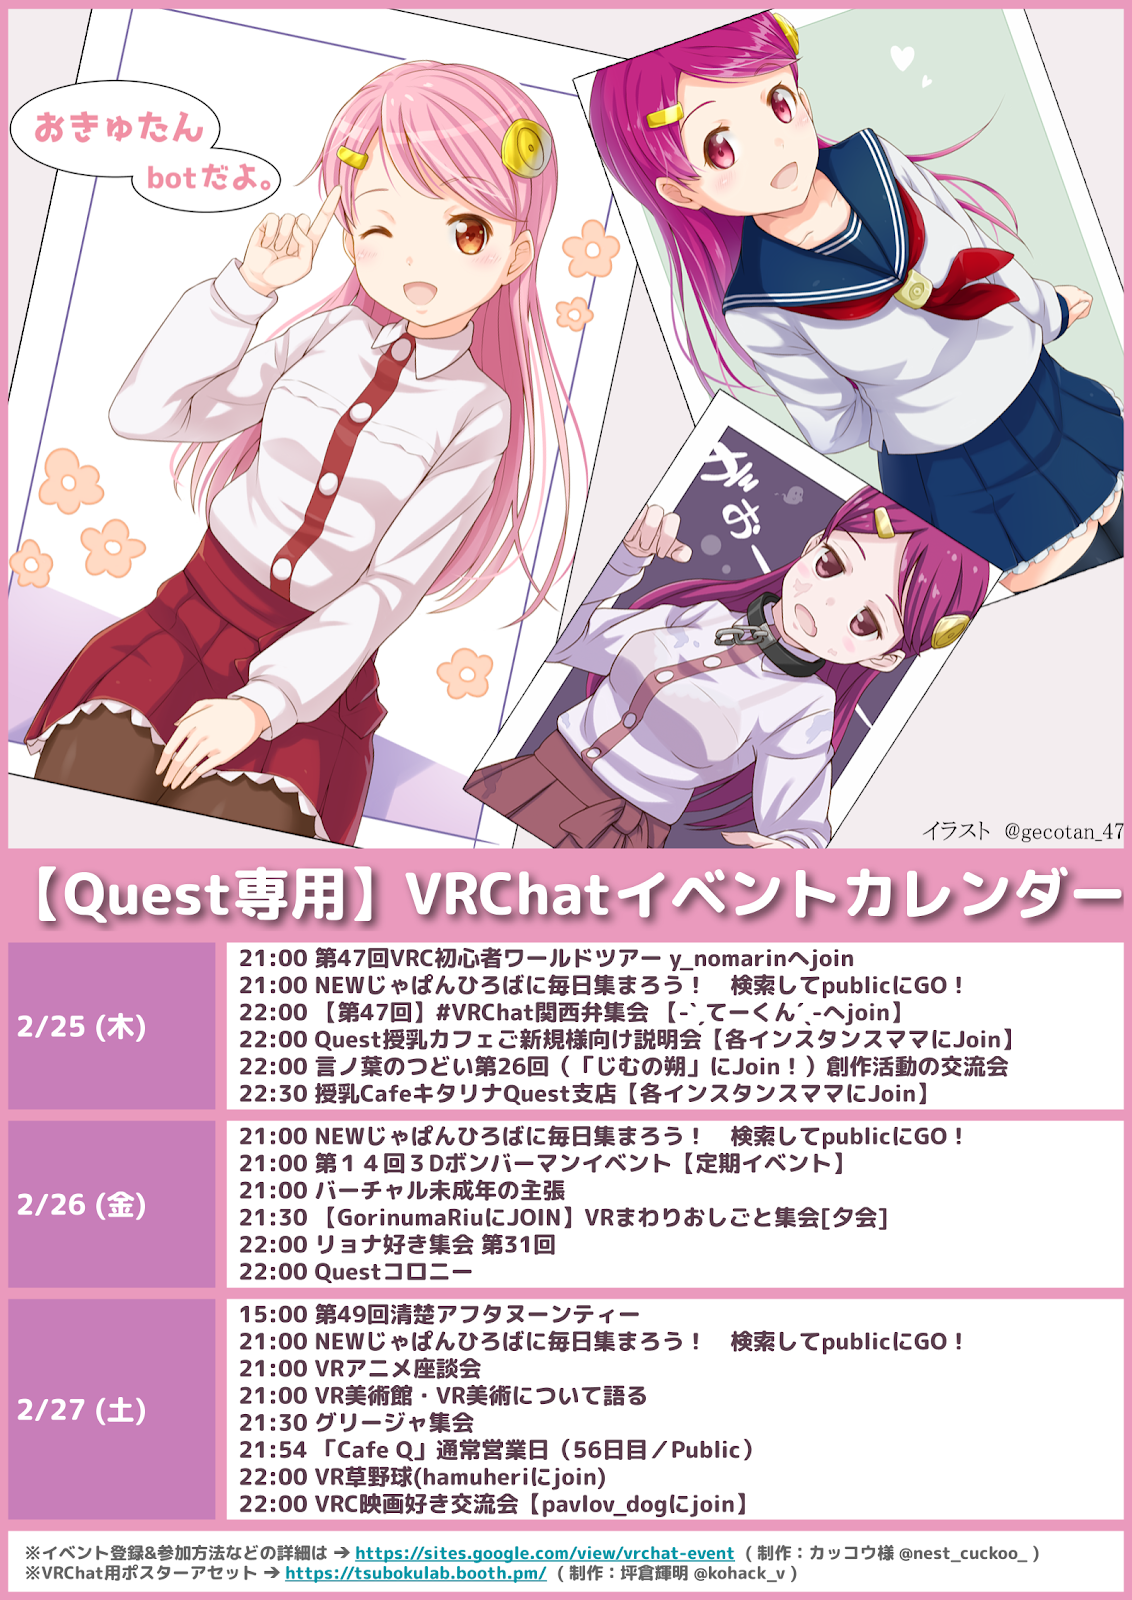 おきゅたん
botだよ。
がおー
イラスト @gecotan_47
【Quest専用】VRChatイベントカレンダー
2/25 (木)
21:00 第47回VRC初心者ワールドツアー y_nomarinへjoin
21:00 NEWじゃぱんひろばに毎日集まろう！　検索してpublicにGO！
22:00 【第47回】#VRChat関西弁集会 【-`ˏてーくん´ˎ-へjoin】
22:00 Quest授乳カフェご新規様向け説明会【各インスタンスママにJoin】
22:00 言ノ葉のつどい第26回（「じむの朔」にJoin！）創作活動の交流会
22:30 授乳CafeキタリナQuest支店【各インスタンスママにJoin】
2/26 (金)
21:00 NEWじゃぱんひろばに毎日集まろう！　検索してpublicにGO！
21:00 第１４回３Dボンバーマンイベント【定期イベント】
21:00 バーチャル未成年の主張
21:30 【GorinumaRiuにJOIN】VRまわりおしごと集会[夕会]
22:00 リョナ好き集会 第31回
22:00 Questコロニー
2/27 (土)
15:00 第49回清楚アフタヌーンティー
21:00 NEWじゃぱんひろばに毎日集まろう！　検索してpublicにGO！
21:00 VRアニメ座談会
21:00 VR美術館・VR美術について語る
21:30 グリージャ集会
21:54 「Cafe Q」通常営業日（56日目／Public）
22:00 VR草野球(hamuheriにjoin)
22:00 VRC映画好き交流会【pavlov_dogにjoin】
※イベント登録&参加方法などの詳細は → https://sites.google.com/view/vrchat-event ( 制作：カッコウ様 @nest_cuckoo_ )
※VRChat用ポスターアセット → https://tsubokulab.booth.pm/ ( 制作：坪倉輝明 @kohack_v )